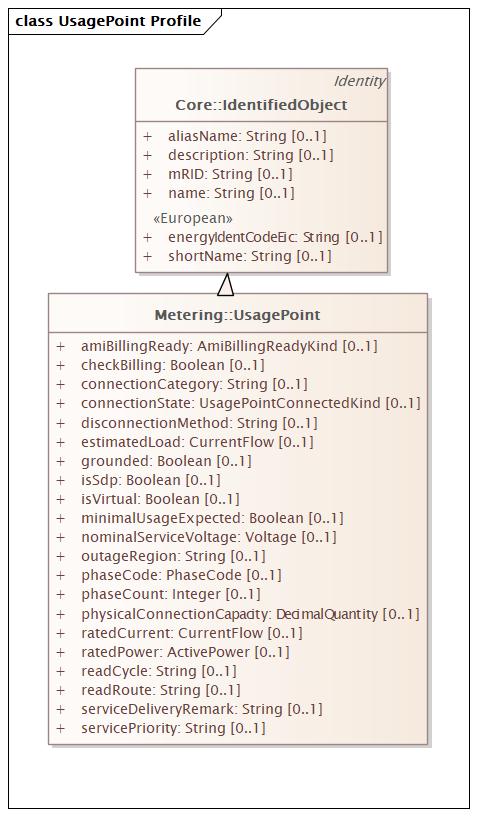 class UsagePoint Profile
Identity
Core::IdentifiedObject
+ aliasName: String [0..1]
+ description: String [0..1]
+ mRID: String [0..1]
+ name: String [0..1]
«European»
+ energyIdentCodeEic: String [0..1]
+ shortName: String [0..1]
Metering::UsagePoint
+ amiBillingReady: AmiBillingReadyKind [0..1]
+ checkBilling: Boolean [0..1]
+ connectionCategory: String [0..1]
+ connectionState: UsagePointConnectedKind [0..1]
+ disconnectionMethod: String [0..1]
+ estimatedLoad: CurrentFlow [0..1]
+ grounded: Boolean [0..1]
+ isSdp: Boolean [0..1]
+ isVirtual: Boolean [0..1]
+ minimalUsageExpected: Boolean [0..1]
+ nominalServiceVoltage: Voltage [0..1]
+ outageRegion: String [0..1]
+ phaseCode: PhaseCode [0..1]
+ phaseCount: Integer [0..1]
+ physicalConnectionCapacity: DecimalQuantity [0..1]
+ ratedCurrent: CurrentFlow [0..1]
+ ratedPower: ActivePower [0..1]
+ readCycle: String [0..1]
+ readRoute: String [0..1]
+ serviceDeliveryRemark: String [0..1]
+ servicePriority: String [0..1]